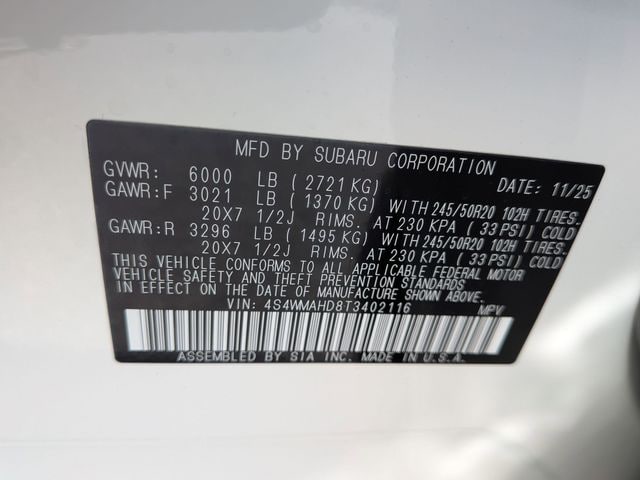 MFD BY SUBARU CORPORATION
GVWR: 6000 LB ( 2721 KG) DATE: 11/25
GAWR:F 3021 LB ( 1370 KG) WITH 245/50R20 102H TIRES.
20X7 1/2J RIMS. AT 230 KPA ( 33 PSI) COLD
GAWR:R 3296 LB ( 1495 KG) WITH 245/50R20 102H TIRES.
20X7 1/2J RIMS. AT 230 KPA ( 33 PSI) COLD
THIS VEHICLE CONFORMS TO ALL APPLICABLE FEDERAL MOTOR
VEHICLE SAFETY AND THEFT PREVENTION STANDARDS
IN EFFECT ON THE DATE OF MANUFACTURE SHOWN ABOVE.
VIN: 4S4WMAHD8T3402116 MPV
ASSEMBLED BY SIA INC. MADE IN U.S.A.